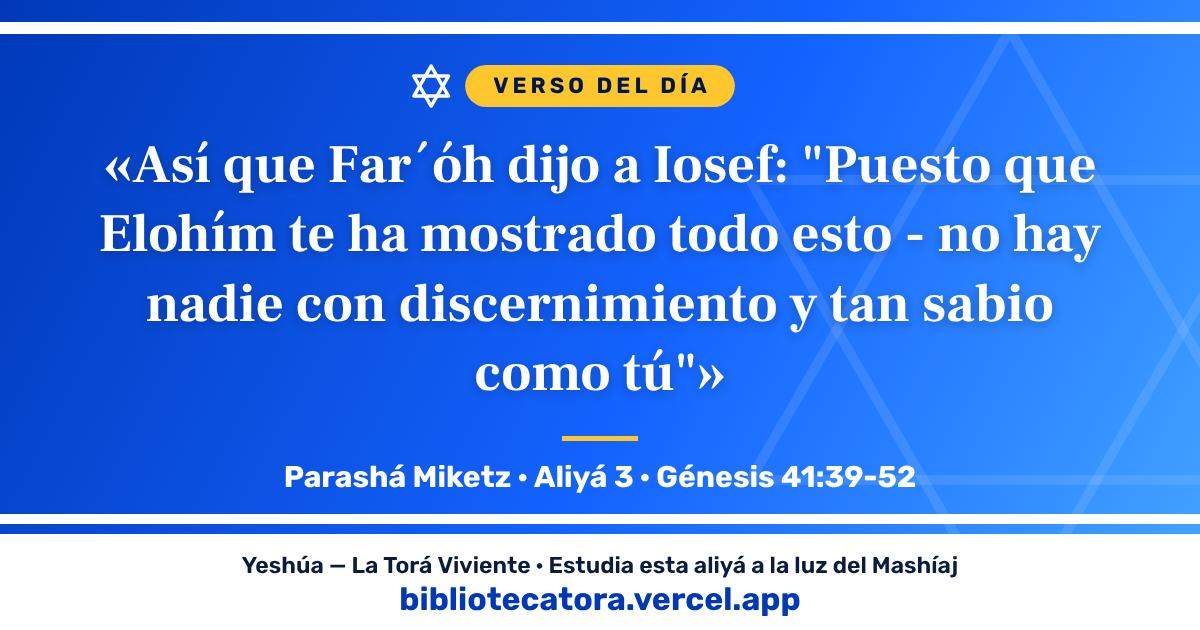 VERSO DEL DÍA
«Así que Far´óh dijo a Iosef: "Puesto que
Elohím te ha mostrado todo esto - no hay
nadie con discernimiento y tan sabio
como tú"»
Parashá Miketz • Aliyá 3 • Génesis 41:39-52
Yeshúa — La Torá Viviente • Estudia esta aliyá a la luz del Mashíaj
bibliotecatora.vercel.app